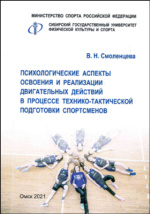 МИНИСТЕРСТВО СПОРТА РОССИЙСКОЙ ФЕДЕРАЦИИ
СИБИРСКИЙ ГОСУДАРСТВЕННЫЙ УНИВЕРСИТЕТ
ФИЗИЧЕСКОЙ КУЛЬТУРЫ И СПОРТА
В. Н. Смоленцева
ПСИХОЛОГИЧЕСКИЕ АСПЕКТЫ
ОСВОЕНИЯ И РЕАЛИЗАЦИИ
ДВИГАТЕЛЬНЫХ ДЕЙСТВИЙ
В ПРОЦЕССЕ ТЕХНИКО-ТАКТИЧЕСКОЙ
ПОДГОТОВКИ СПОРТСМЕНОВ
Омск 2021